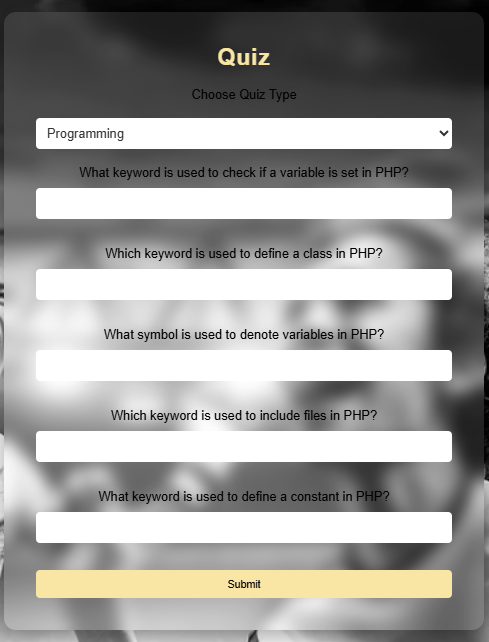 Quiz
Choose Quiz Type
Programming
What keyword is used to check if a variable is set in PHP?
Which keyword is used to define a class in PHP?
What symbol is used to denote variables in PHP?
Which keyword is used to include files in PHP?
What keyword is used to define a constant in PHP?
Submit